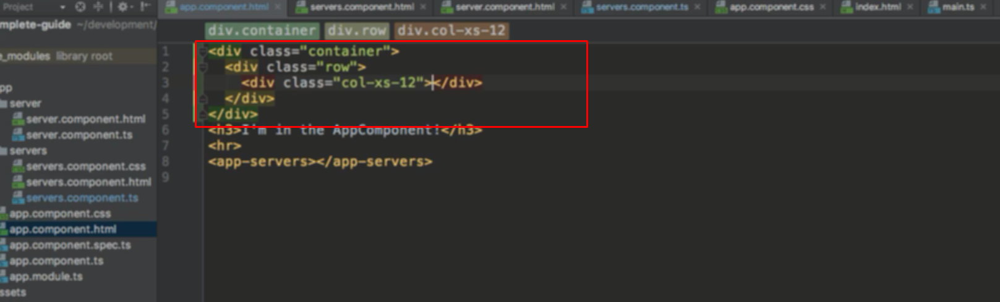 Project
app.component.html
servers.component.html
server.component.html
servers.component.ts
app.component.css
index.html
main.ts
mplete-guide ~/development/
e_modules library root
pp
server
server.component.html
server.component.ts
servers
servers.component.css
servers.component.html
servers.component.ts
app.component.css
app.component.html
app.component.spec.ts
app.component.ts
app.module.ts
ssets
div.container div.row div.col-xs-12
1 <div class="container">
2 <div class="row">
3 <div class="col-xs-12"></div>
4 </div>
5 </div>
6 <h3>I'm in the AppComponent!</h3>
7 <hr>
8 <app-servers></app-servers>
9